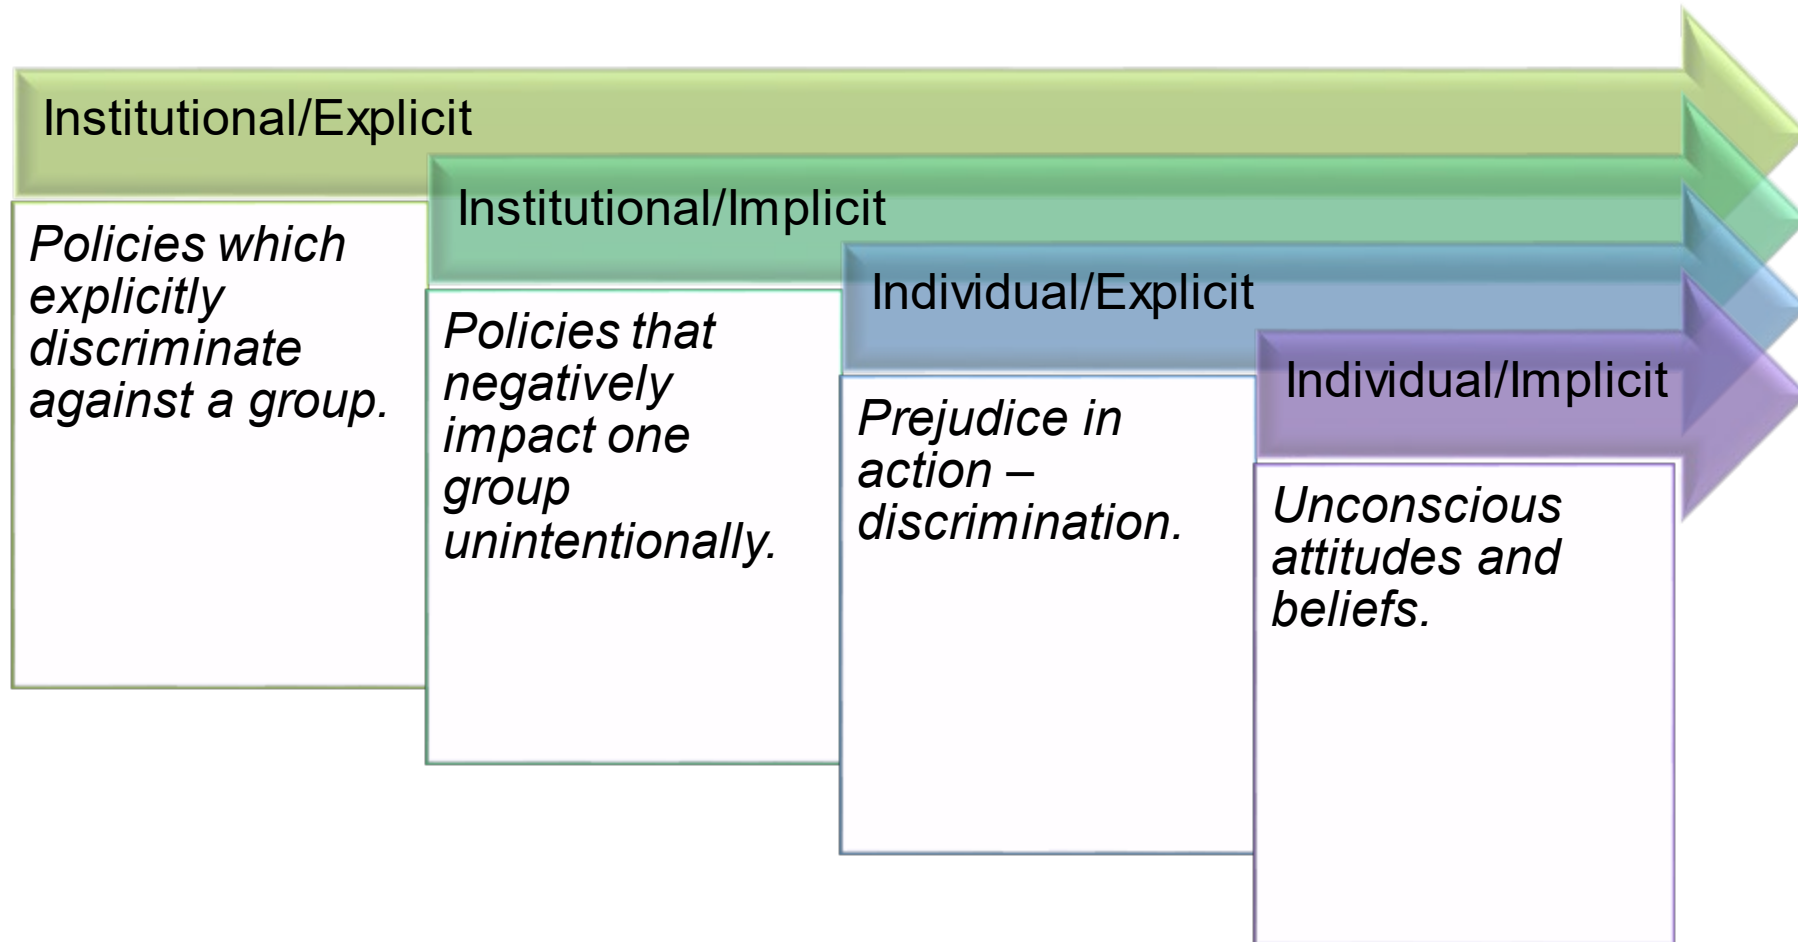 Institutional/Explicit
Policies which
explicitly
discriminate
against a group.
Institutional/Implicit
Policies that
negatively
impact one
group
unintentionally.
Individual/Explicit
Prejudice in
action –
discrimination.
Individual/Implicit
Unconscious
attitudes and
beliefs.